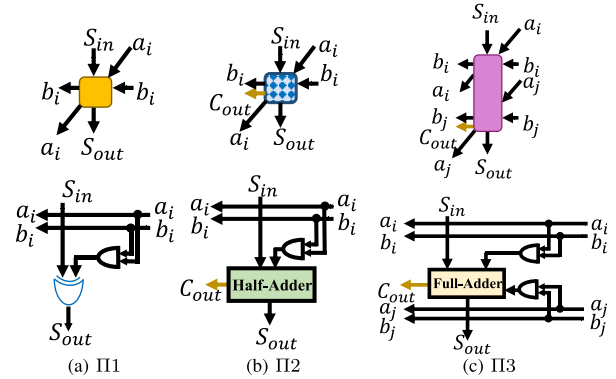 S_in a_i
b_i b_i
a_i S_out
S_in a_i
b_i b_i
C_out
a_i S_out
S_in a_i
b_i b_i
a_i a_j
b_j b_j
C_out
a_j S_out
S_in
a_i a_i
b_i b_i
S_out
(a) Π1
S_in
a_i a_i
b_i b_i
C_out Half-Adder
S_out
(b) Π2
a_i S_in a_i
b_i b_i
C_out Full-Adder
a_j a_j
b_j b_j
S_out
(c) Π3